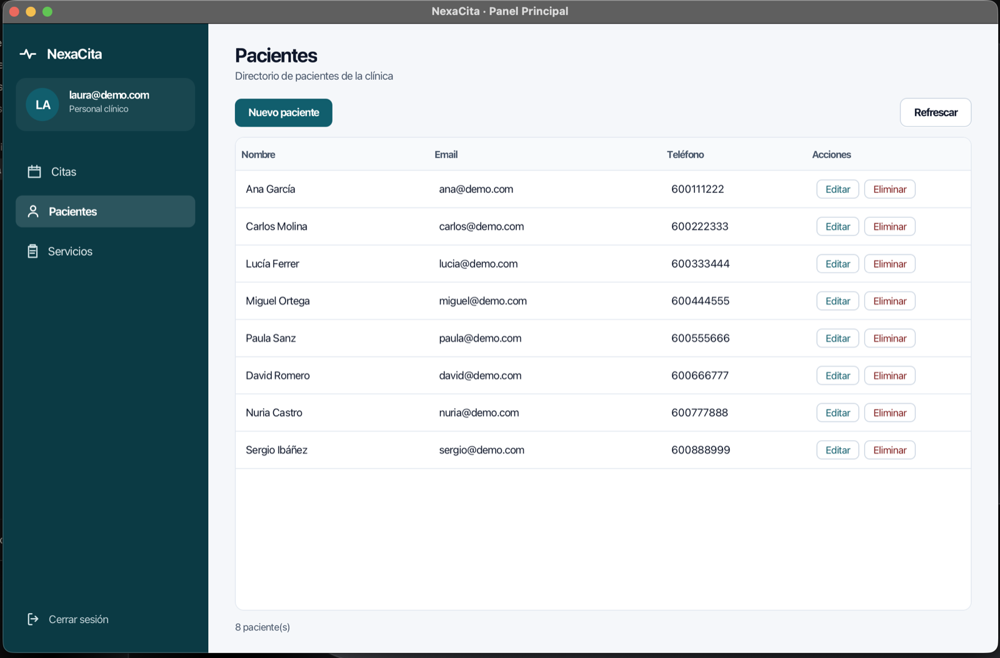 NexaCita · Panel Principal
NexaCita
LA
laura@demo.com
Personal clínico
Citas
Pacientes
Servicios
Cerrar sesión
Pacientes
Directorio de pacientes de la clínica
Nuevo paciente
Refrescar
Nombre Email Teléfono Acciones
Ana García ana@demo.com 600111222 Editar Eliminar
Carlos Molina carlos@demo.com 600222333 Editar Eliminar
Lucía Ferrer lucia@demo.com 600333444 Editar Eliminar
Miguel Ortega miguel@demo.com 600444555 Editar Eliminar
Paula Sanz paula@demo.com 600555666 Editar Eliminar
David Romero david@demo.com 600666777 Editar Eliminar
Nuria Castro nuria@demo.com 600777888 Editar Eliminar
Sergio Ibáñez sergio@demo.com 600888999 Editar Eliminar
8 paciente(s)